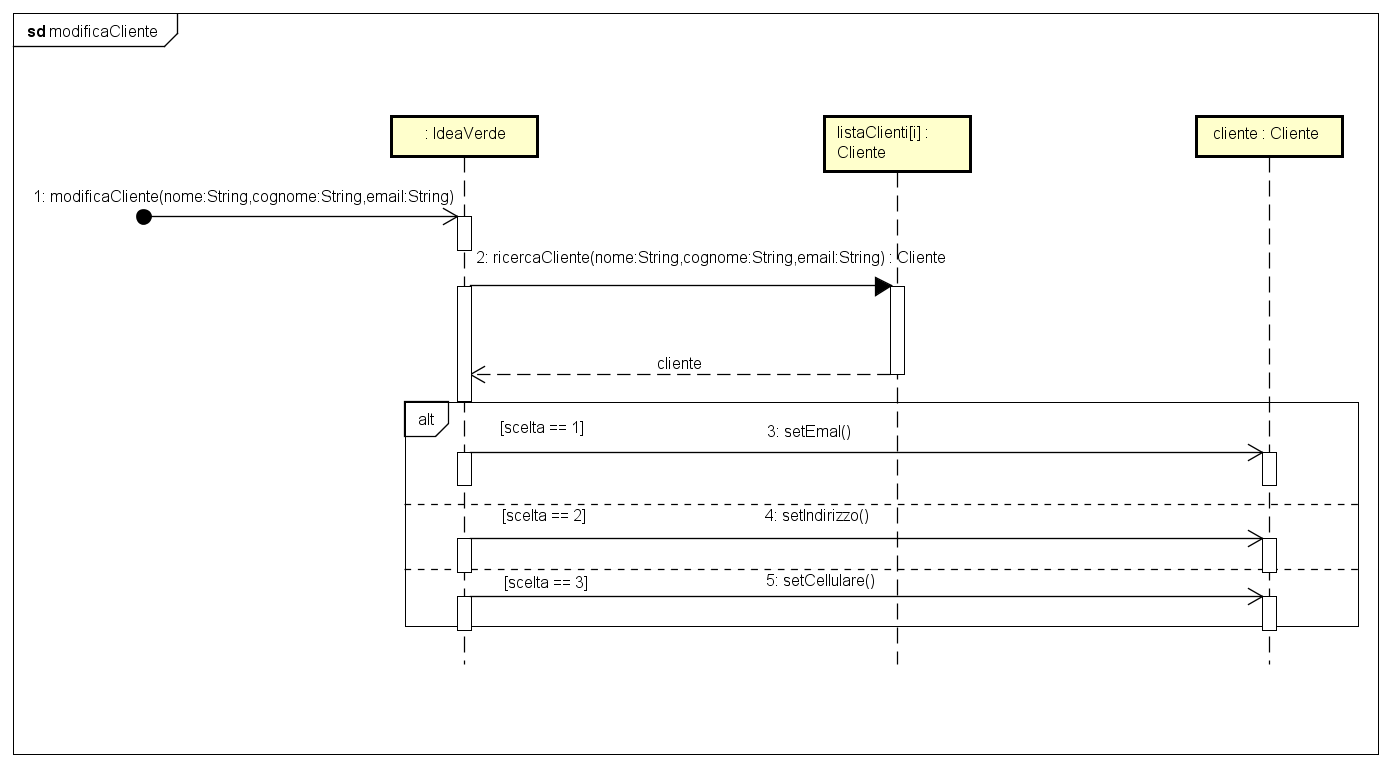 sd modificaCliente
: IdeaVerde
listaClienti[i] :
Cliente
cliente : Cliente
1: modificaCliente(nome:String,cognome:String,email:String)
2: ricercaCliente(nome:String,cognome:String,email:String) : Cliente
cliente
alt
[scelta == 1]
3: setEmal()
[scelta == 2]
4: setIndirizzo()
[scelta == 3]
5: setCellulare()